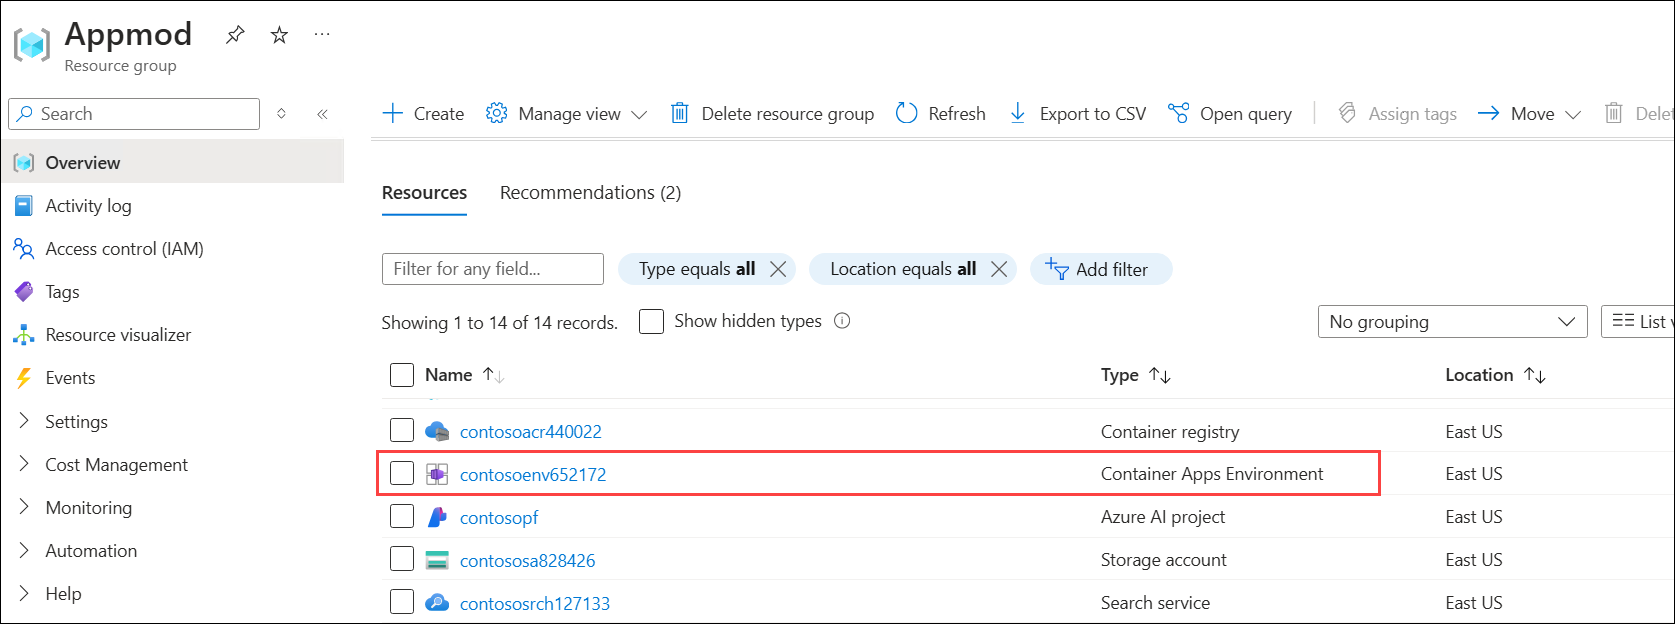 Appmod
Resource group
Search
Create Manage view Delete resource group Refresh Export to CSV Open query Assign tags Move Delet
Overview
Activity log
Access control (IAM)
Tags
Resource visualizer
Events
Settings
Cost Management
Monitoring
Automation
Help
Resources Recommendations (2)
Filter for any field... Type equals all Location equals all Add filter
Showing 1 to 14 of 14 records. Show hidden types No grouping List v
Name Type Location
contosoacr440022 Container registry East US
contosoenv652172 Container Apps Environment East US
contosopf Azure AI project East US
contososa828426 Storage account East US
contososrch127133 Search service East US